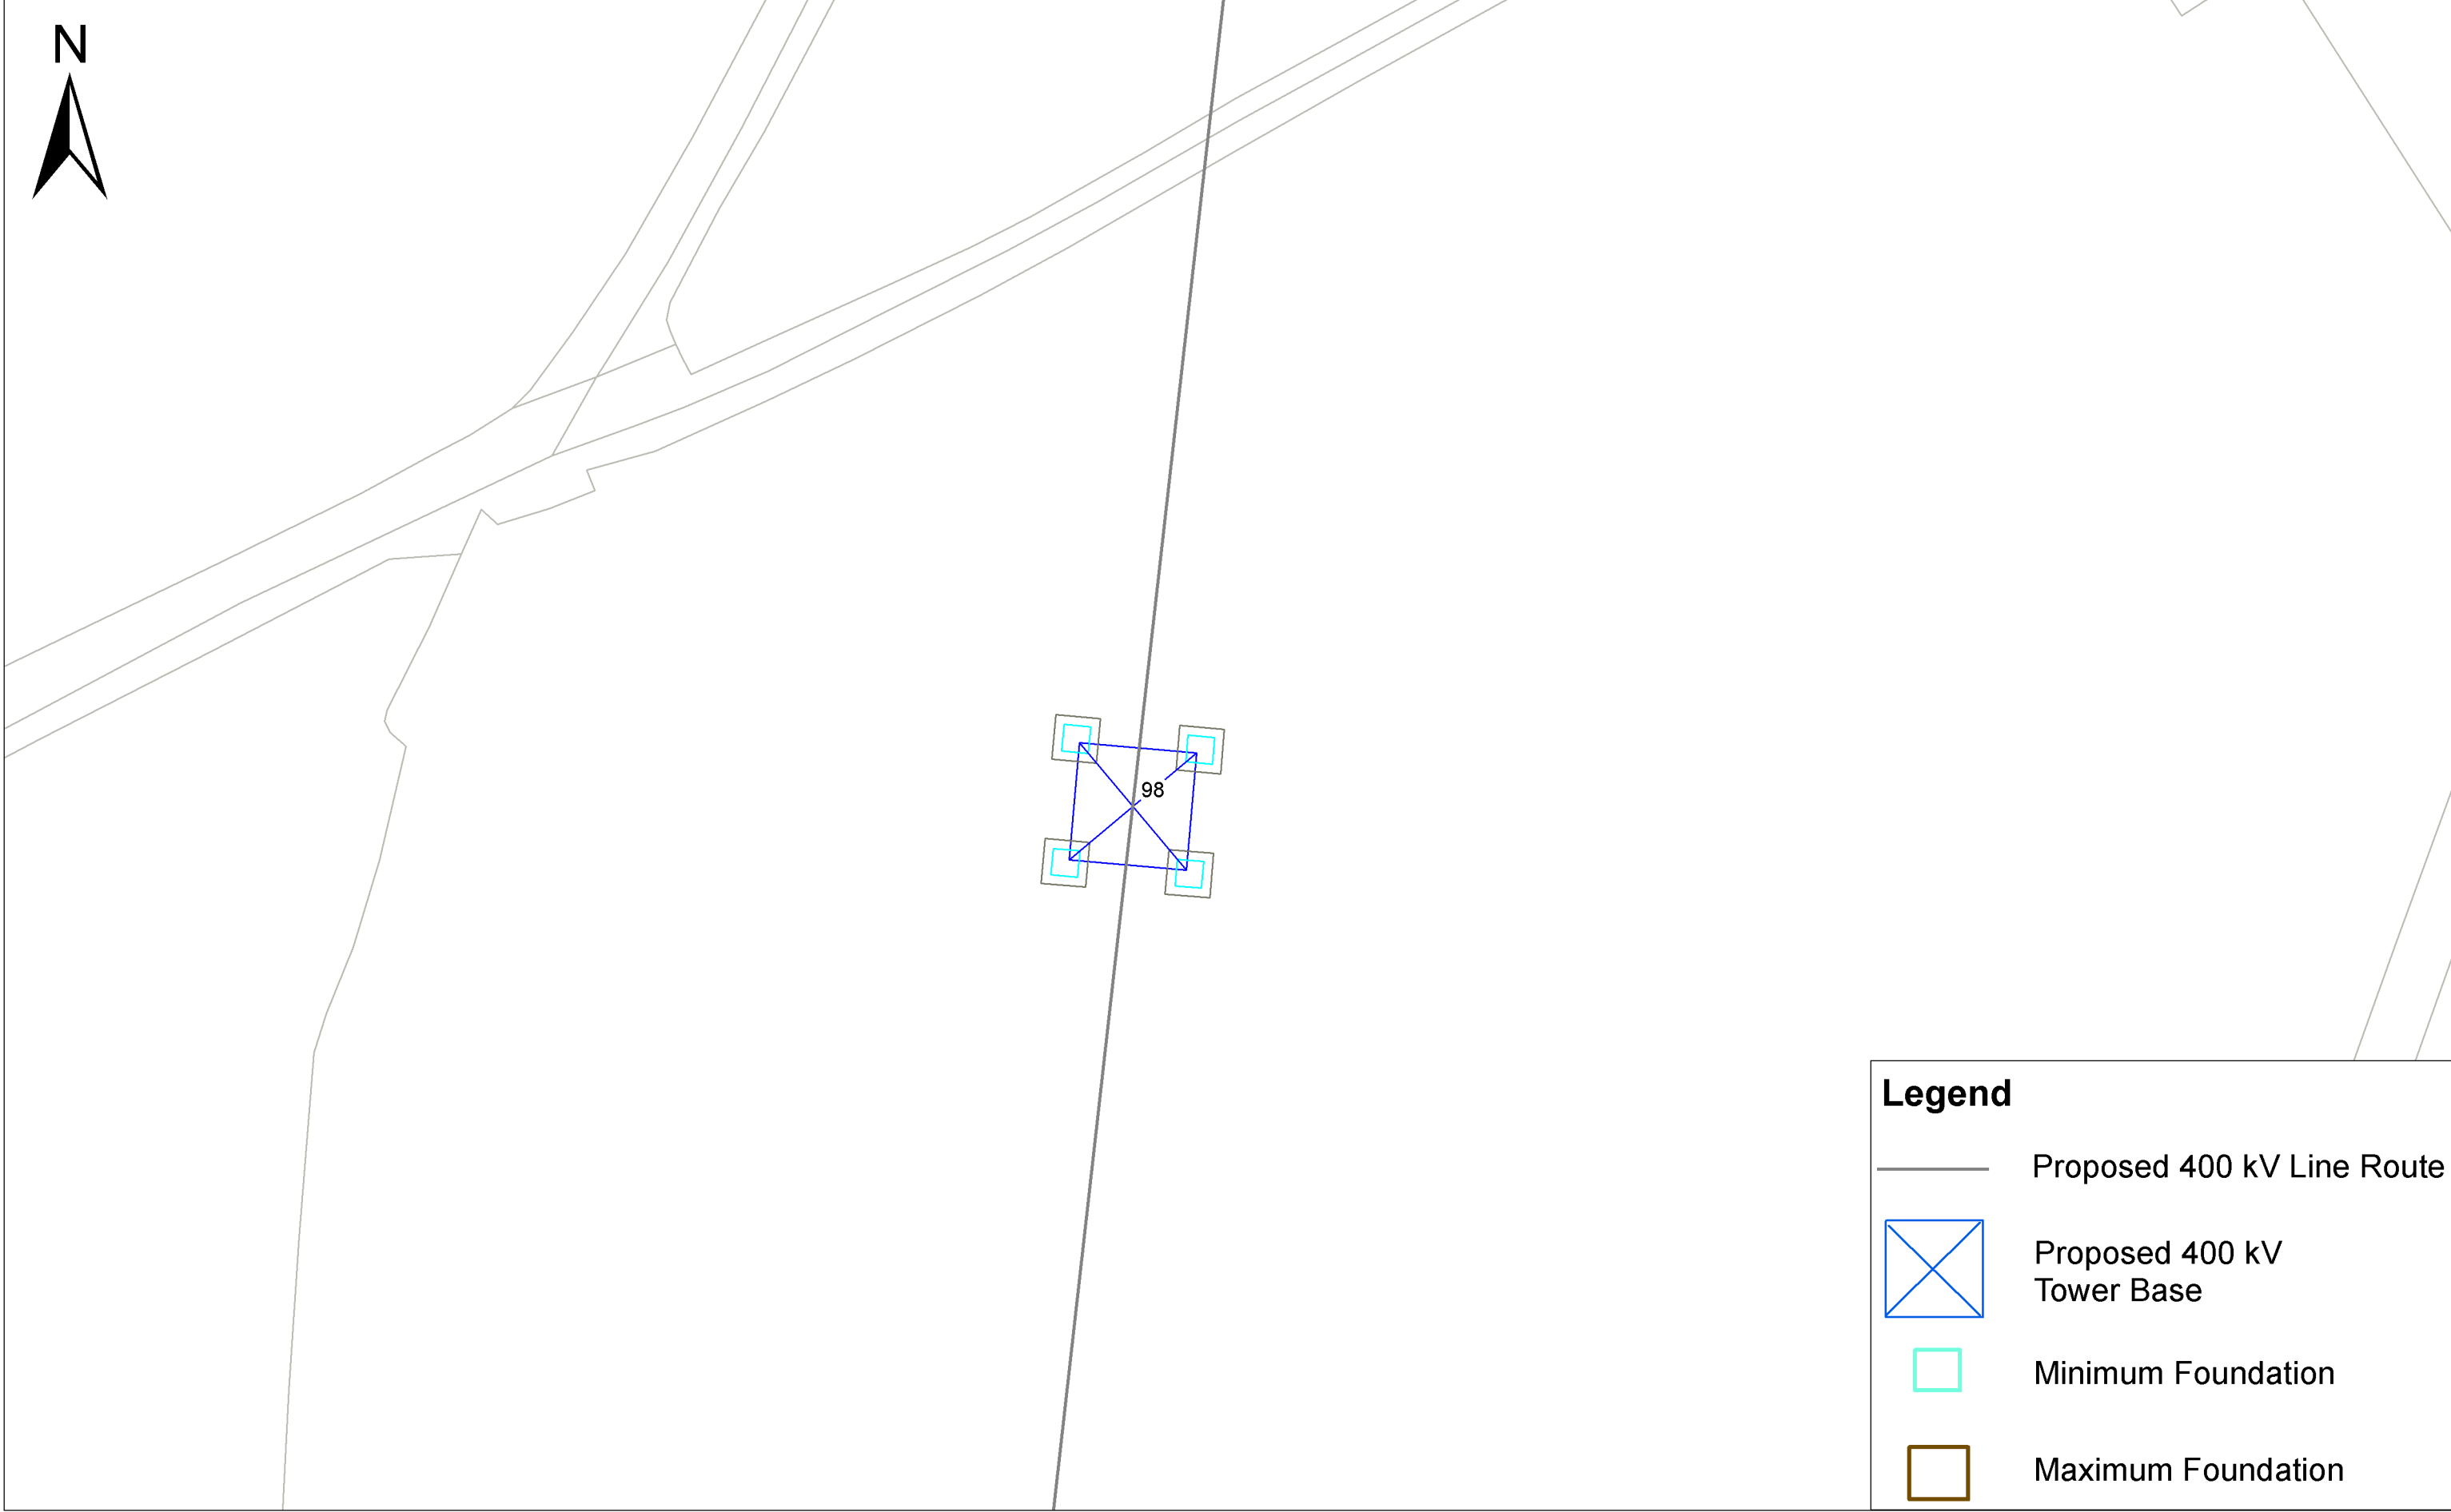 N
98
Legend
Proposed 400 kV Line Route
Proposed 400 kV
Tower Base
Minimum Foundation
Maximum Foundation